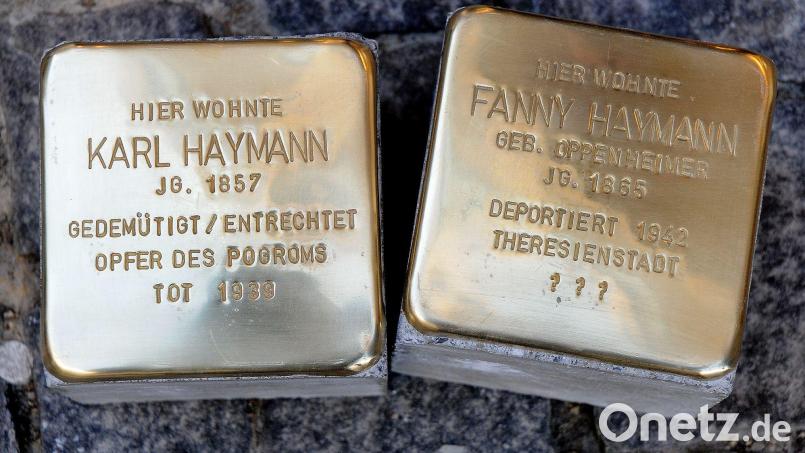 HIER WOHNTE
KARL HAYMANN
JG. 1857
GEDEMÜTIGT/ENTRECHTET
OPFER DES POGROMS
TOT 1939
HIER WOHNTE
FANNY HAYMANN
GEB. OPPENHEIMER
JG. 1865
DEPORTIERT 1942
THERESIENSTADT
? ? ?
Onetz.de